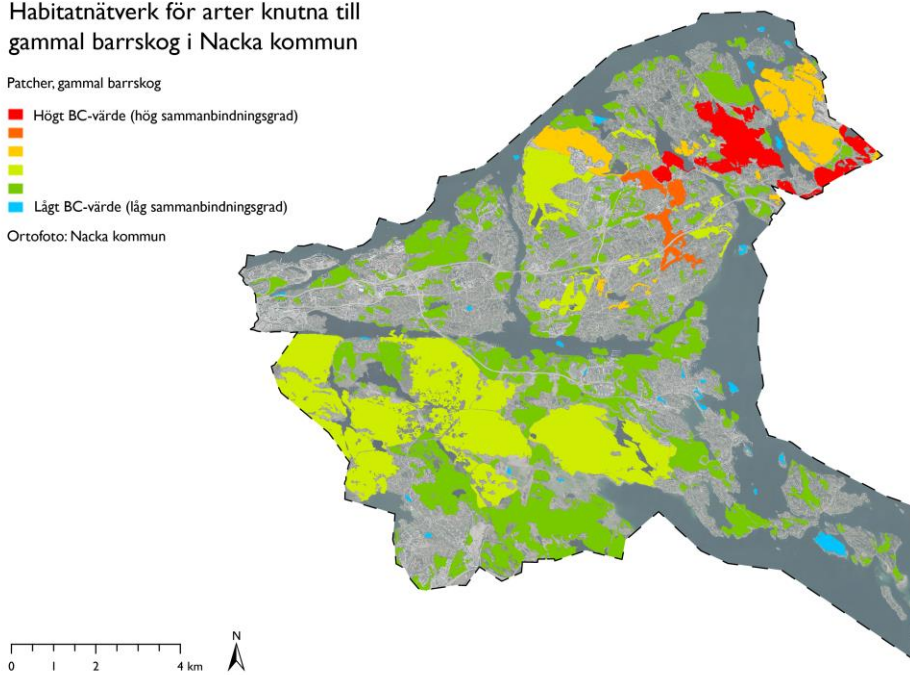 Habitatnätverk för arter knutna till
gammal barrskog i Nacka kommun
Patcher, gammal barrskog
Högt BC-värde (hög sammanbindningsgrad)
Lågt BC-värde (låg sammanbindningsgrad)
Ortofoto: Nacka kommun
N
0 1 2 4 km